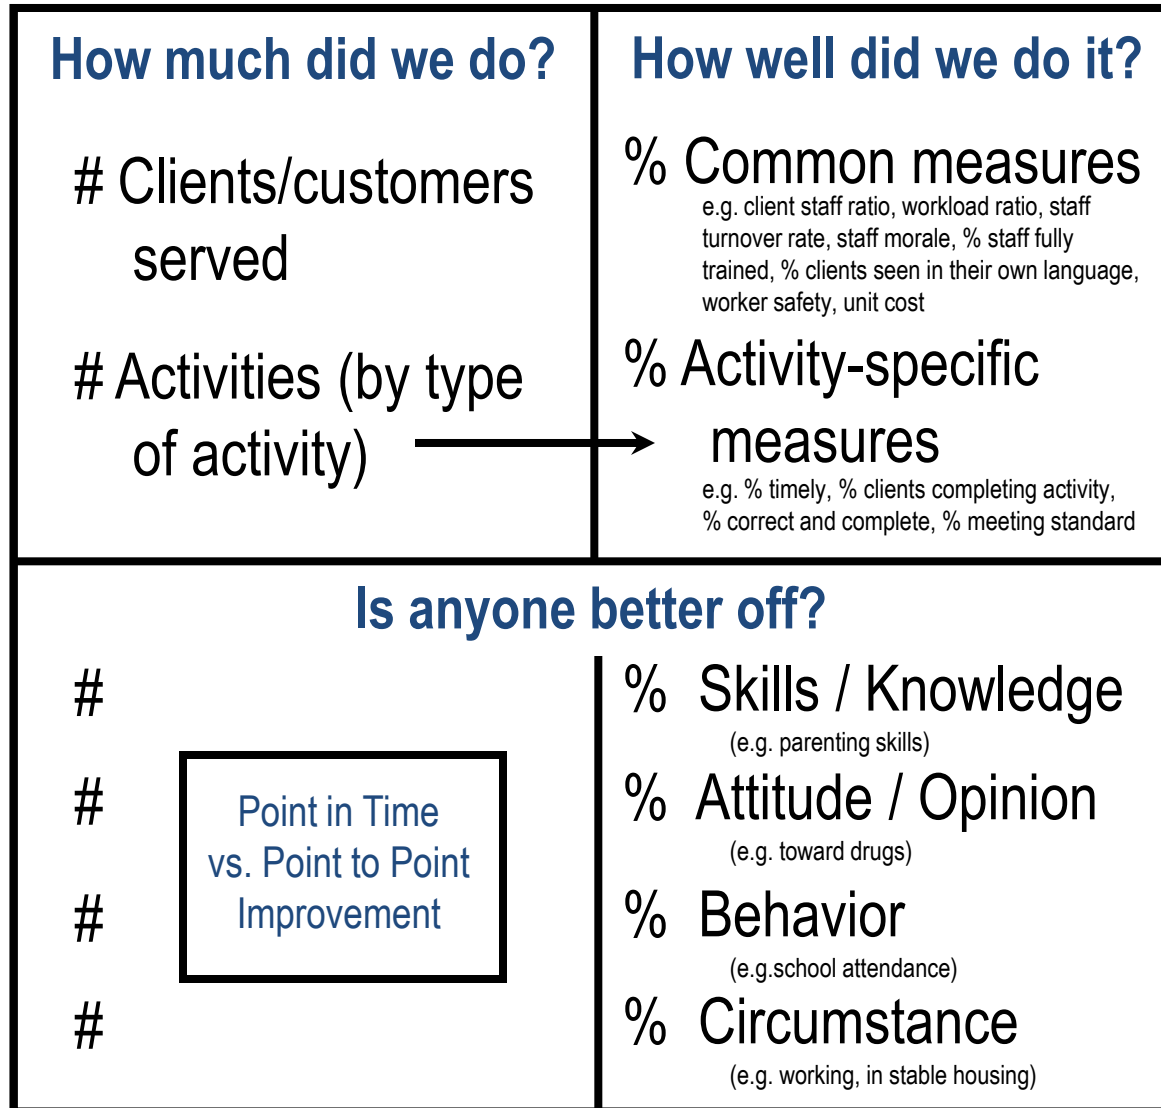 How much did we do?
# Clients/customers
served
# Activities (by type
of activity)
How well did we do it?
% Common measures
e.g. client staff ratio, workload ratio, staff
turnover rate, staff morale, % staff fully
trained, % clients seen in their own language,
worker safety, unit cost
% Activity-specific
measures
e.g. % timely, % clients completing activity,
% correct and complete, % meeting standard
Is anyone better off?
#
#
#
#
Point in Time
vs. Point to Point
Improvement
% Skills / Knowledge
(e.g. parenting skills)
% Attitude / Opinion
(e.g. toward drugs)
% Behavior
(e.g.school attendance)
% Circumstance
(e.g. working, in stable housing)